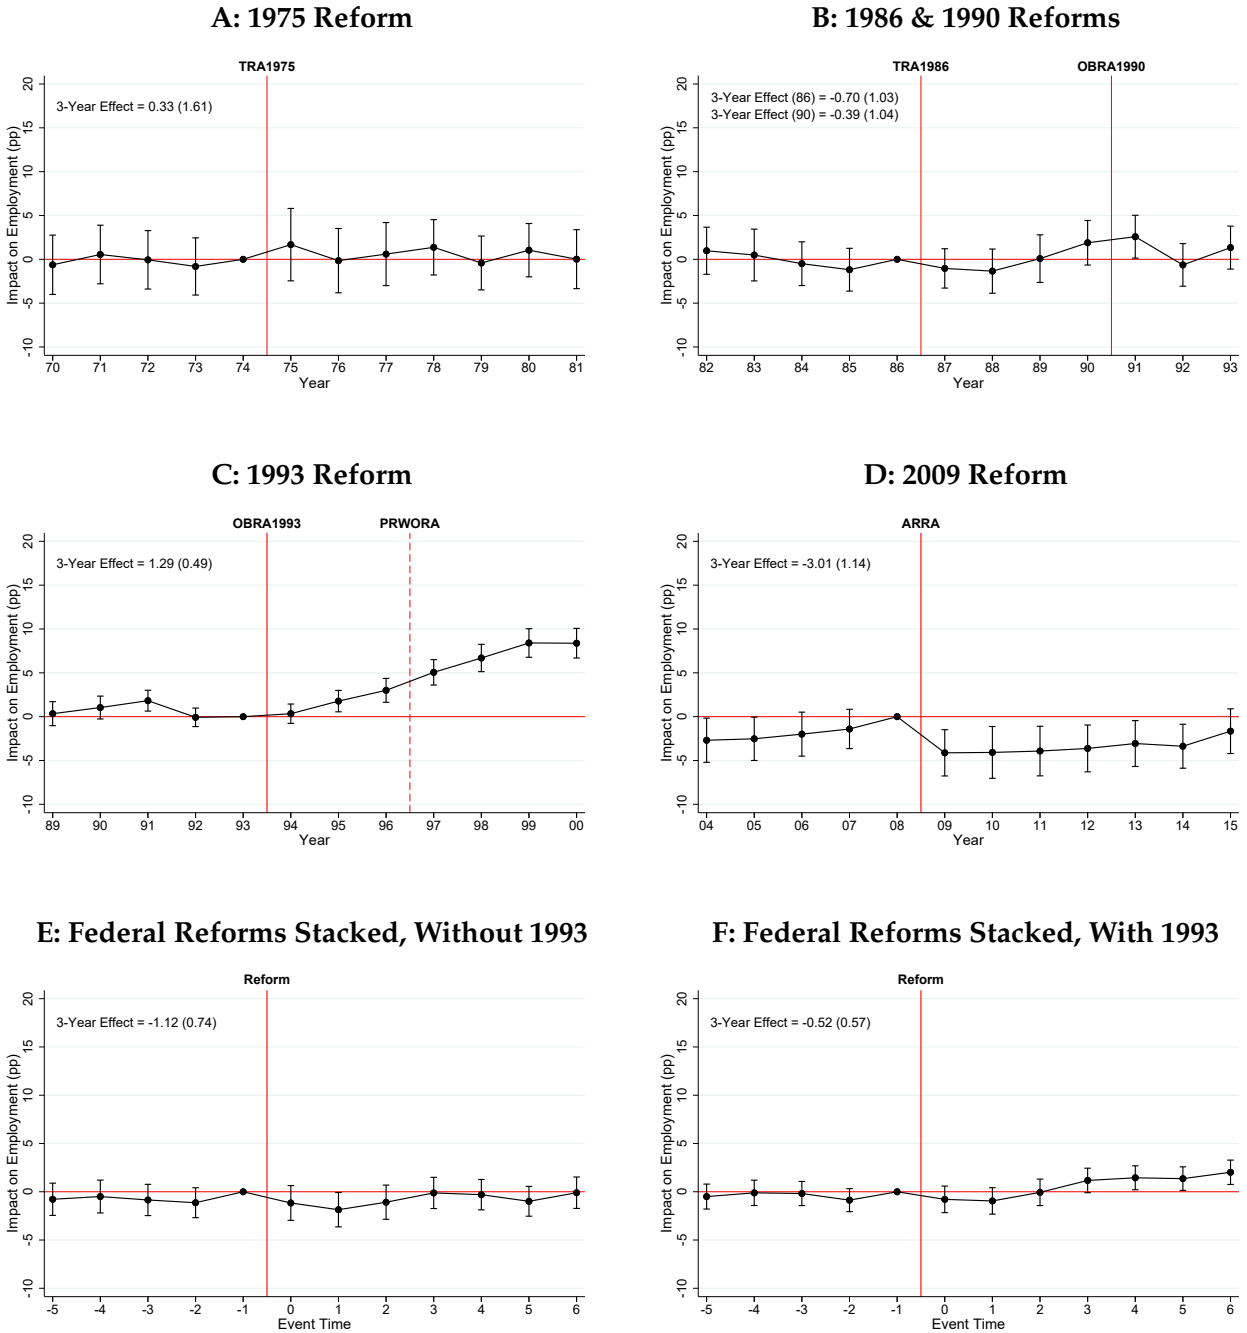 A: 1975 Reform
TRA1975
3-Year Effect = 0.33 (1.61)
Impact on Employment (pp)
20
15
10
5
0
-5
-10
70 71 72 73 74 75 76 77 78 79 80 81
Year
B: 1986 & 1990 Reforms
TRA1986 OBRA1990
3-Year Effect (86) = -0.70 (1.03)
3-Year Effect (90) = -0.39 (1.04)
Impact on Employment (pp)
20
15
10
5
0
-5
-10
82 83 84 85 86 87 88 89 90 91 92 93
Year
C: 1993 Reform
OBRA1993 PRWORA
3-Year Effect = 1.29 (0.49)
Impact on Employment (pp)
20
15
10
5
0
-5
-10
89 90 91 92 93 94 95 96 97 98 99 00
Year
D: 2009 Reform
ARRA
3-Year Effect = -3.01 (1.14)
Impact on Employment (pp)
20
15
10
5
0
-5
-10
04 05 06 07 08 09 10 11 12 13 14 15
Year
E: Federal Reforms Stacked, Without 1993
Reform
3-Year Effect = -1.12 (0.74)
Impact on Employment (pp)
20
15
10
5
0
-5
-10
-5 -4 -3 -2 -1 0 1 2 3 4 5 6
Event Time
F: Federal Reforms Stacked, With 1993
Reform
3-Year Effect = -0.52 (0.57)
Impact on Employment (pp)
20
15
10
5
0
-5
-10
-5 -4 -3 -2 -1 0 1 2 3 4 5 6
Event Time